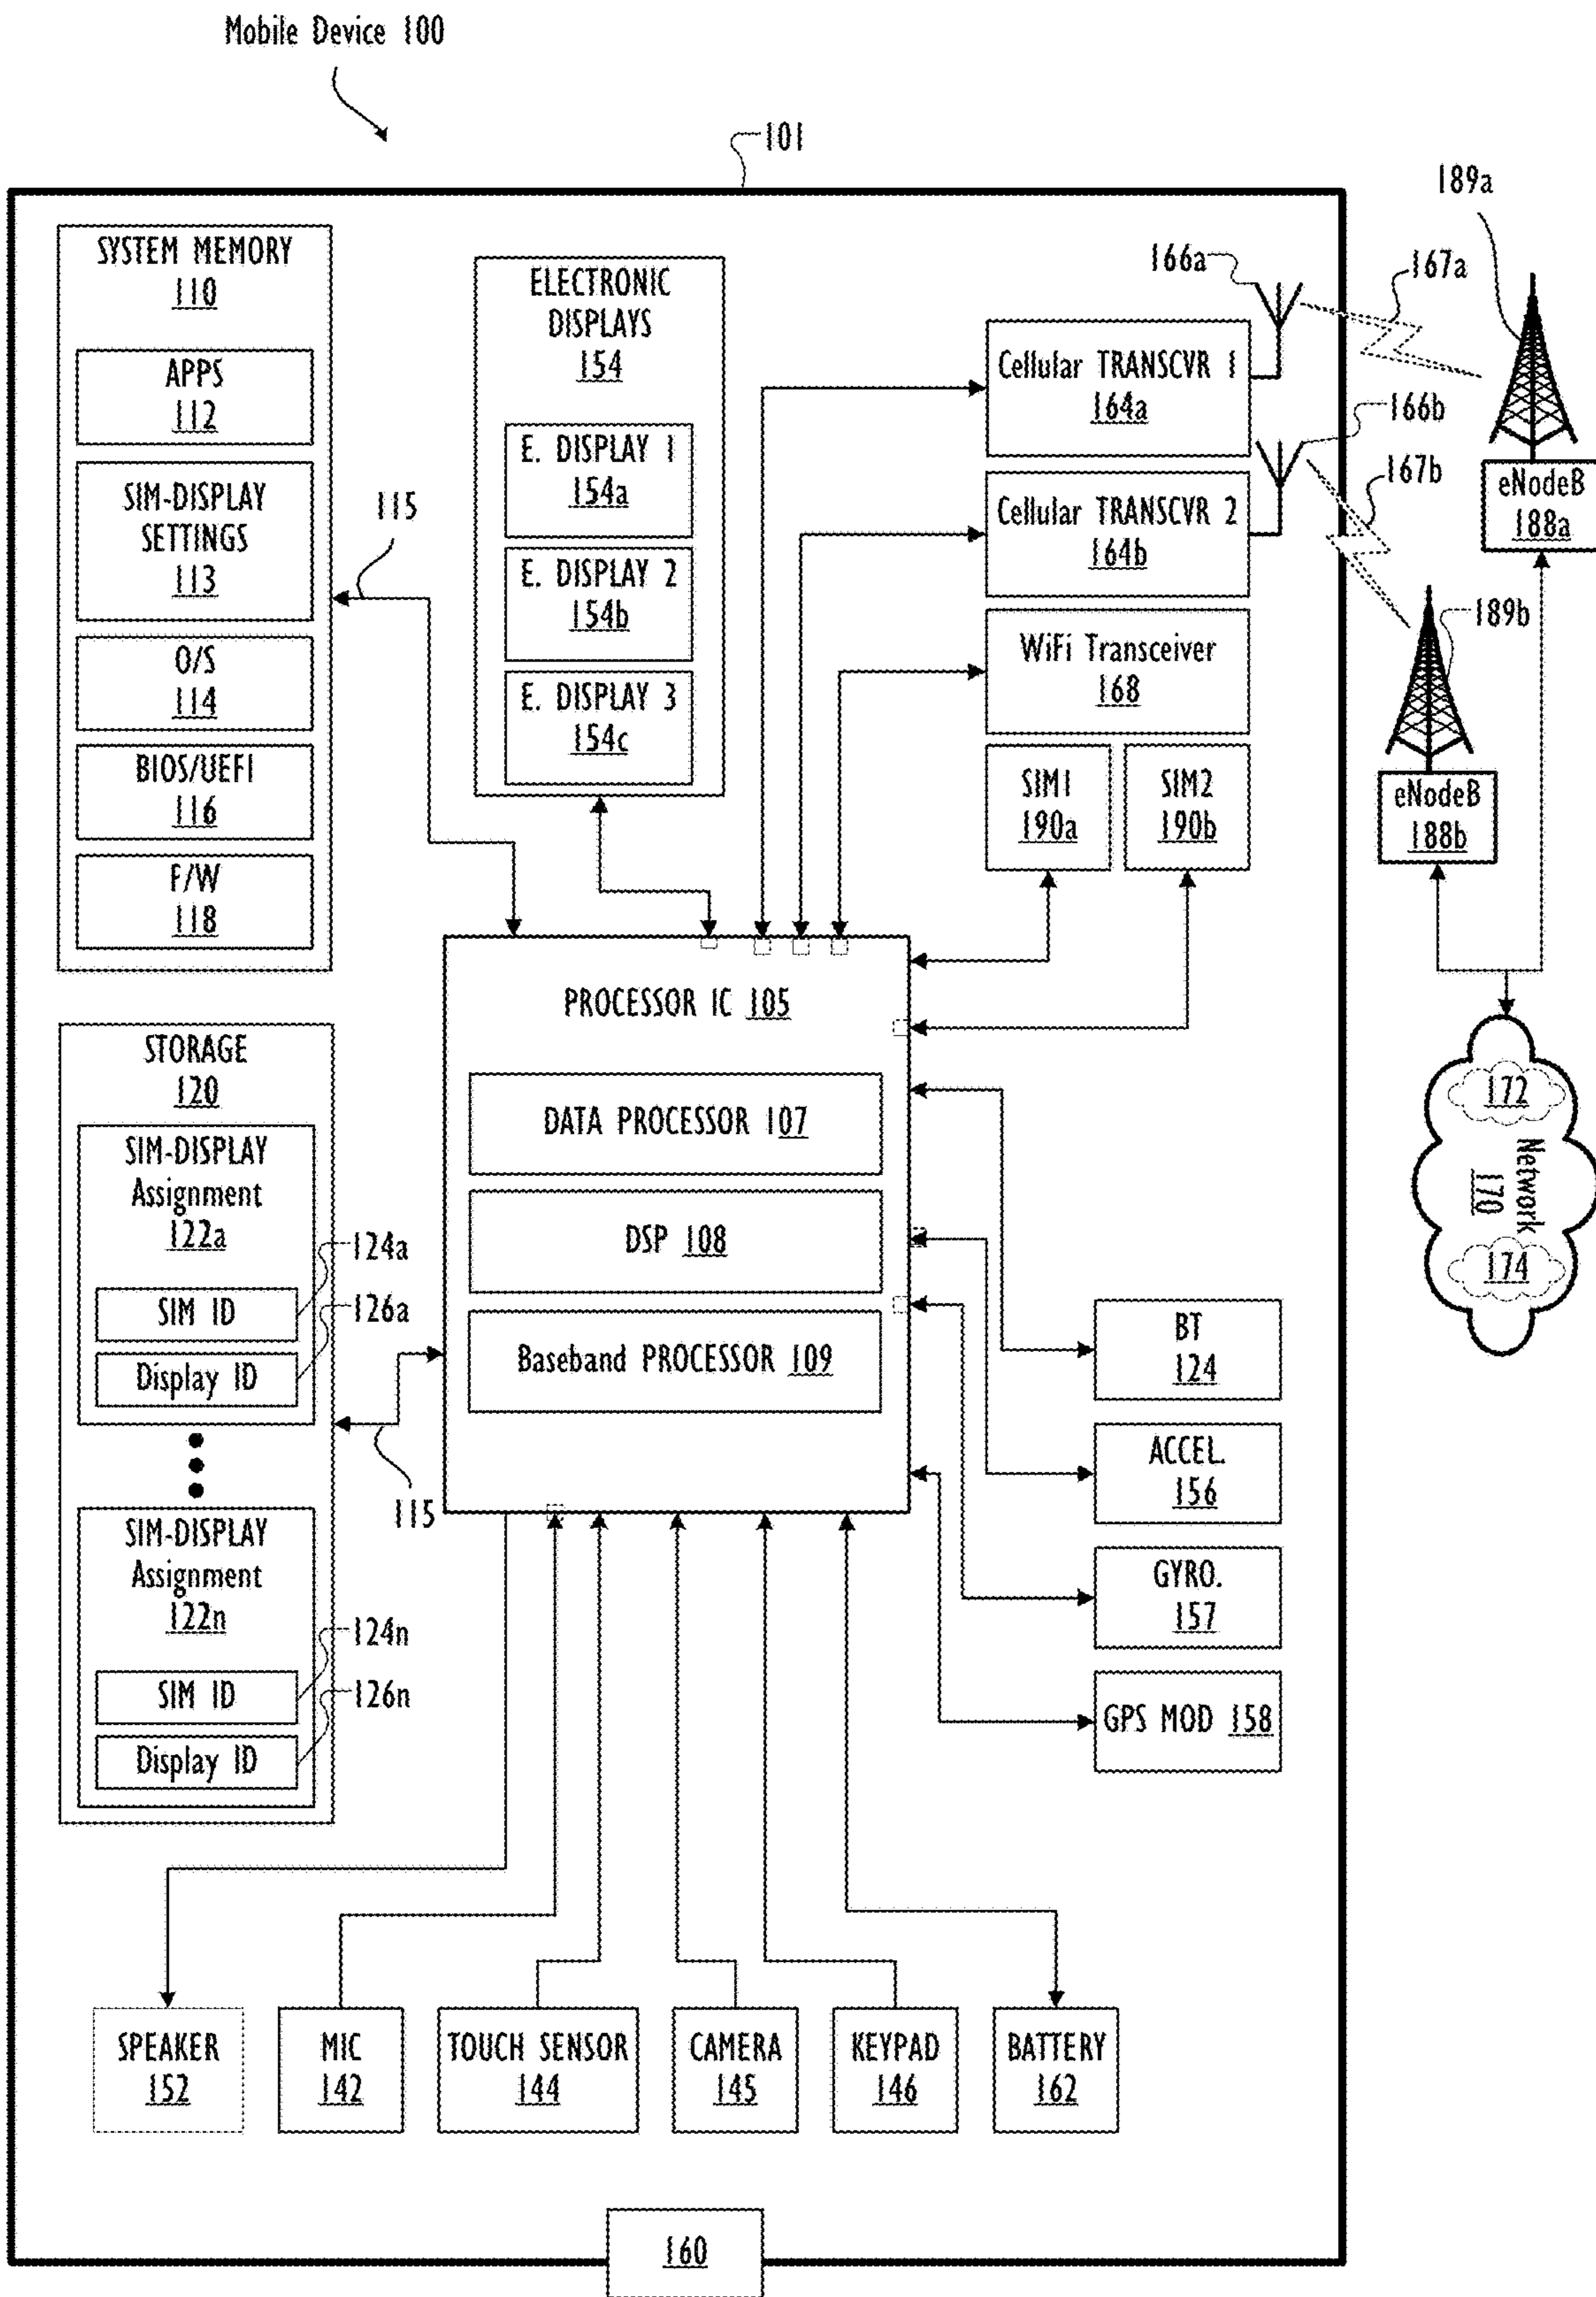 Mobile Device 100
101
SYSTEM MEMORY
110
APPS
112
SIM-DISPLAY
SETTINGS
113
O/S
114
BIOS/UEFI
116
F/W
118
115
ELECTRONIC
DISPLAYS
154
E. DISPLAY 1
154a
E. DISPLAY 2
154b
E. DISPLAY 3
154c
166a
Cellular TRANSCVR 1
164a
166b
Cellular TRANSCVR 2
164b
WiFi Transceiver
168
SIM1
190a
SIM2
190b
167a
167b
189a
eNodeB
188a
189b
eNodeB
188b
172
Network
170
174
PROCESSOR IC 105
DATA PROCESSOR 107
DSP 108
Baseband PROCESSOR 109
STORAGE
120
SIM-DISPLAY
Assignment
122a
SIM ID
Display ID
124a
126a
115
SIM-DISPLAY
Assignment
122n
SIM ID
Display ID
124n
126n
BT
124
ACCEL.
156
GYRO.
157
GPS MOD 158
SPEAKER
152
MIC
142
TOUCH SENSOR
144
CAMERA
145
KEYPAD
146
BATTERY
162
160